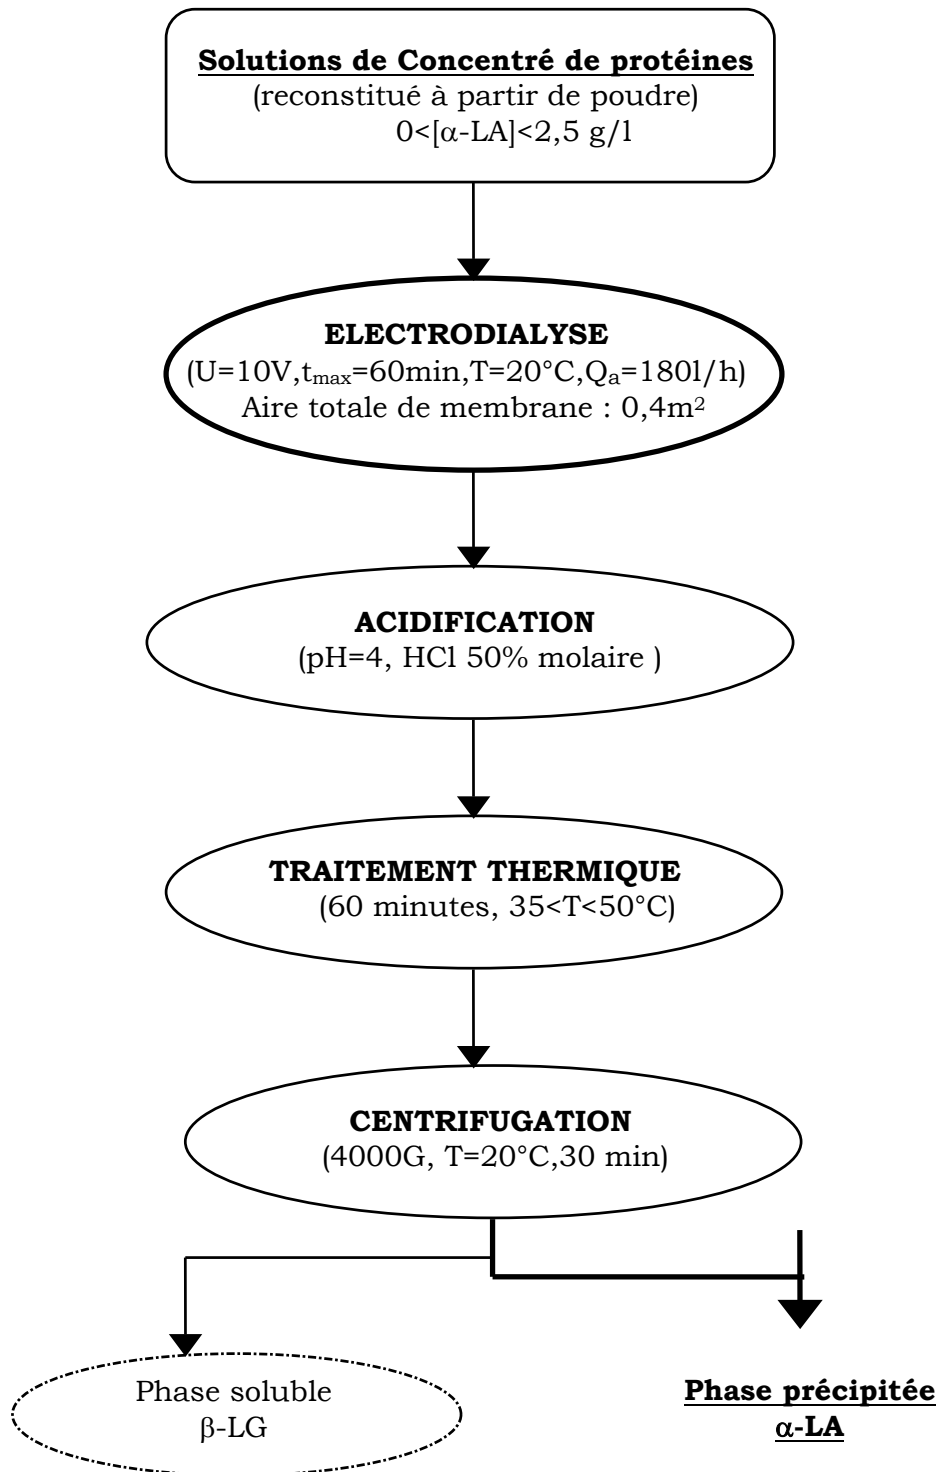 Solutions de Concentré de protéines
(reconstitué à partir de poudre)
0<[α-LA]<2,5 g/l
ELECTRODIALYSE
(U=10V,tmax=60min,T=20°C,Qa=180l/h)
Aire totale de membrane : 0,4m²
ACIDIFICATION
(pH=4, HCl 50% molaire )
TRAITEMENT THERMIQUE
(60 minutes, 35<T<50°C)
CENTRIFUGATION
(4000G, T=20°C,30 min)
Phase soluble
β-LG
Phase précipitée
α-LA